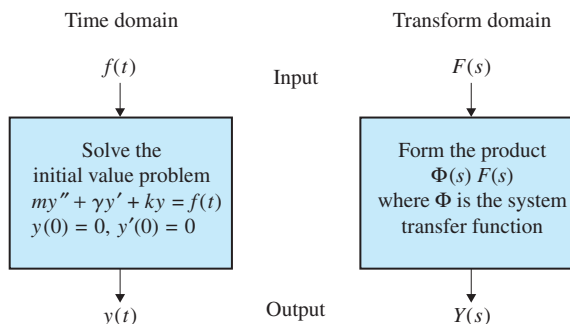 Time domain
f(t)
Solve the
initial value problem
my″ + γy′ + ky = f(t)
y(0) = 0, y′(0) = 0
y(t)
Input
Output
Transform domain
F(s)
Form the product
Φ(s) F(s)
where Φ is the system
transfer function
Y(s)